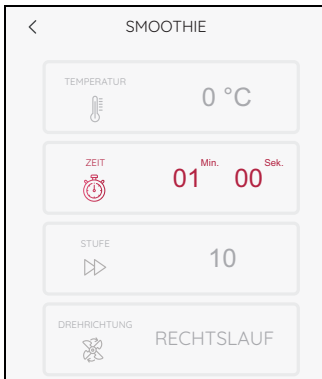 SMOOTHIE
TEMPERATUR
0 °C
ZEIT
01 Min. 00 Sek.
STUFE
10
DREHRICHTUNG
RECHTSLAUF